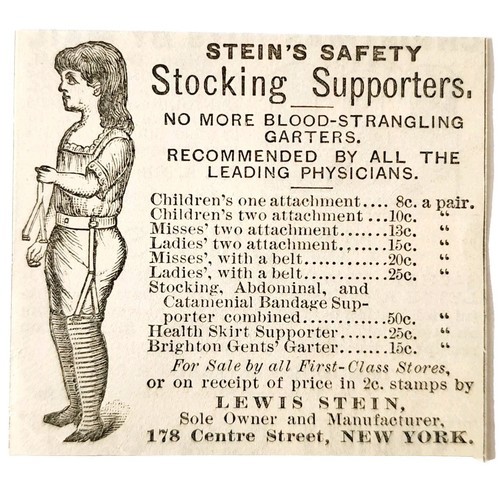 STEIN'S SAFETY
Stocking Supporters.
NO MORE BLOOD-STRANGLING
GARTERS.
RECOMMENDED BY ALL THE
LEADING PHYSICIANS.
Children's one attachment.... 8c. a pair.
Children's two attachment ...10c. "
Misses' two attachment......13c. "
Ladies' two attachment......15c. "
Misses', with a belt..........20c. "
Ladies', with a belt..........25c. "
Stocking, Abdominal, and
Catamenial Bandage Sup-
porter combined..........50c. "
Health Skirt Supporter......25c. "
Brighton Gents' Garter......15c. "
For Sale by all First-Class Stores,
or on receipt of price in 2c. stamps by
LEWIS STEIN,
Sole Owner and Manufacturer,
178 Centre Street, NEW YORK.